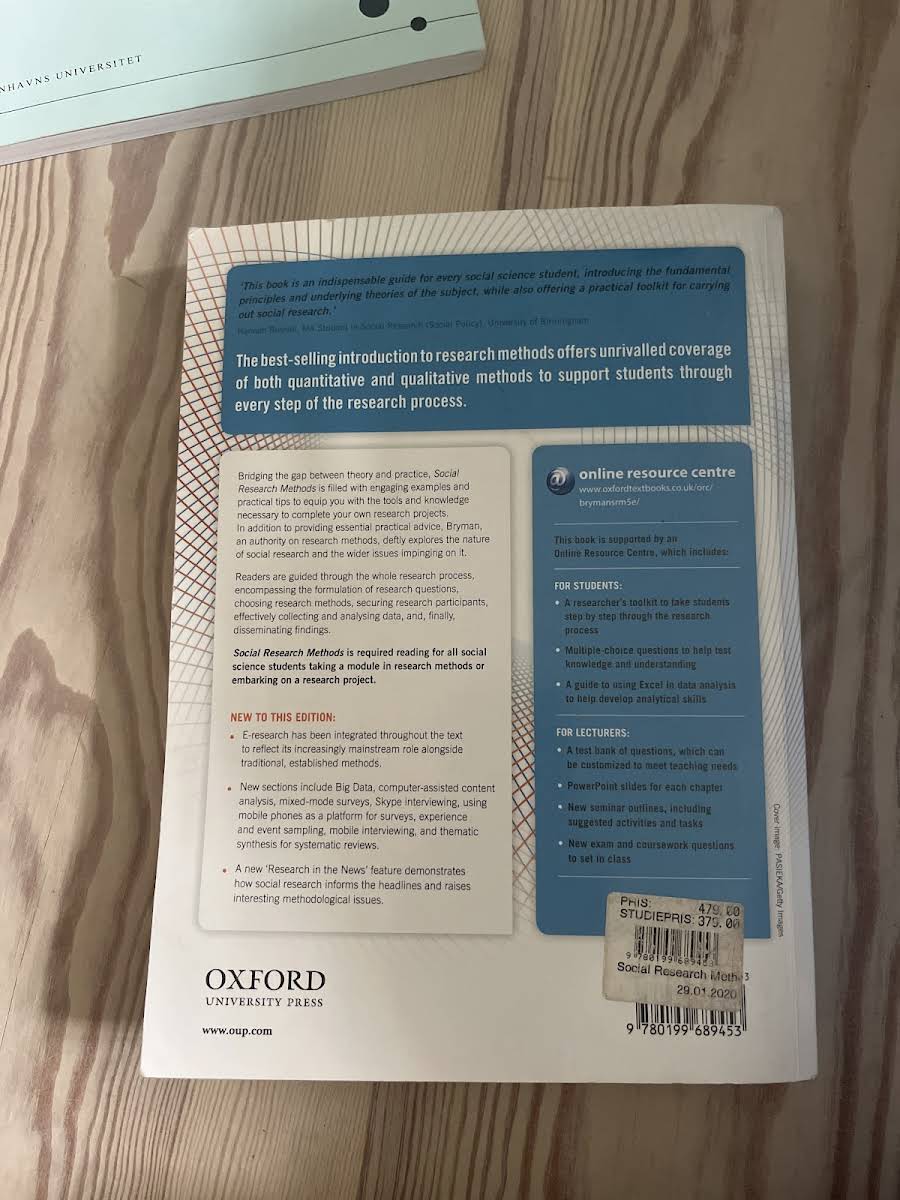 NHAVNS UNIVERSITET
'This book is an indispensable guide for every social science student, introducing the fundamental
principles and underlying theories of the subject, while also offering a practical toolkit for carrying
out social research.'
MA Student in Social Research (Social Policy), University of Birmingham
The best-selling introduction to research methods offers unrivalled coverage
of both quantitative and qualitative methods to support students through
every step of the research process.
Bridging the gap between theory and practice, Social
Research Methods is filled with engaging examples and
practical tips to equip you with the tools and knowledge
necessary to complete your own research projects.
In addition to providing essential practical advice, Bryman,
an authority on research methods, deftly explores the nature
of social research and the wider issues impinging on it.
Readers are guided through the whole research process,
encompassing the formulation of research questions,
choosing research methods, securing research participants,
effectively collecting and analysing data, and, finally,
disseminating findings.
Social Research Methods is required reading for all social
science students taking a module in research methods or
embarking on a research project.
NEW TO THIS EDITION:
• E-research has been integrated throughout the text
to reflect its increasingly mainstream role alongside
traditional, established methods.
• New sections include Big Data, computer-assisted content
analysis, mixed-mode surveys, Skype interviewing, using
mobile phones as a platform for surveys, experience
and event sampling, mobile interviewing, and thematic
synthesis for systematic reviews.
• A new 'Research in the News' feature demonstrates
how social research informs the headlines and raises
interesting methodological issues.
@ online resource centre
www.oxfordtextbooks.co.uk/orc/
brymansrm5e/
This book is supported by an
Online Resource Centre, which includes:
FOR STUDENTS:
• A researcher's toolkit to take students
step by step through the research
process
• Multiple-choice questions to help test
knowledge and understanding
• A guide to using Excel in data analysis
to help develop analytical skills
FOR LECTURERS:
• A test bank of questions, which can
be customized to meet teaching needs
• PowerPoint slides for each chapter
• New seminar outlines, including
suggested activities and tasks
• New exam and coursework questions
to set in class
Cover image: PASIEKA/Getty Images
OXFORD
UNIVERSITY PRESS
www.oup.com
PRIS: 479.00
STUDIEPRIS: 379.00
Social Research Meth
29.01.2020
9 780199 689453